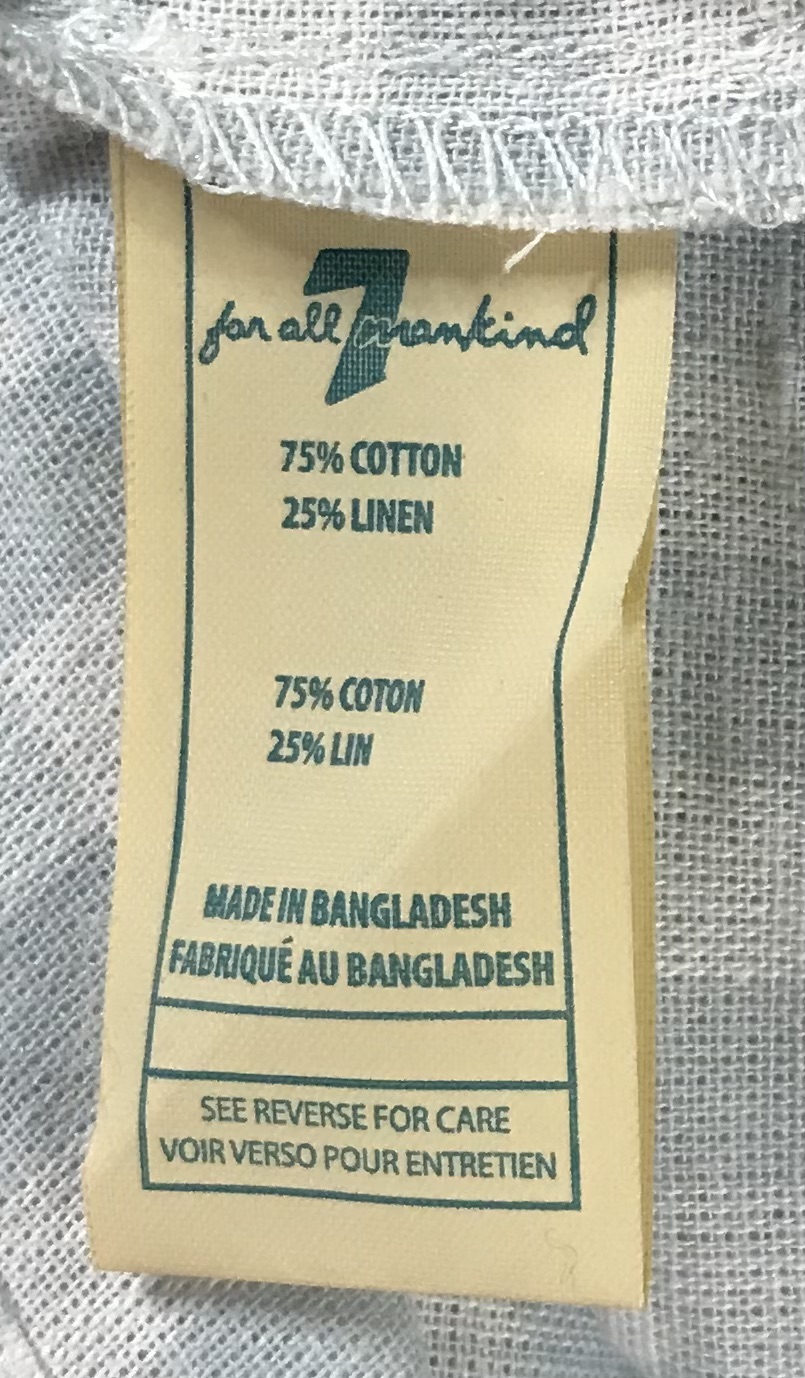 7
for all mankind
75% COTTON
25% LINEN
75% COTON
25% LIN
MADE IN BANGLADESH
FABRIQUÉ AU BANGLADESH
SEE REVERSE FOR CARE
VOIR VERSO POUR ENTRETIEN